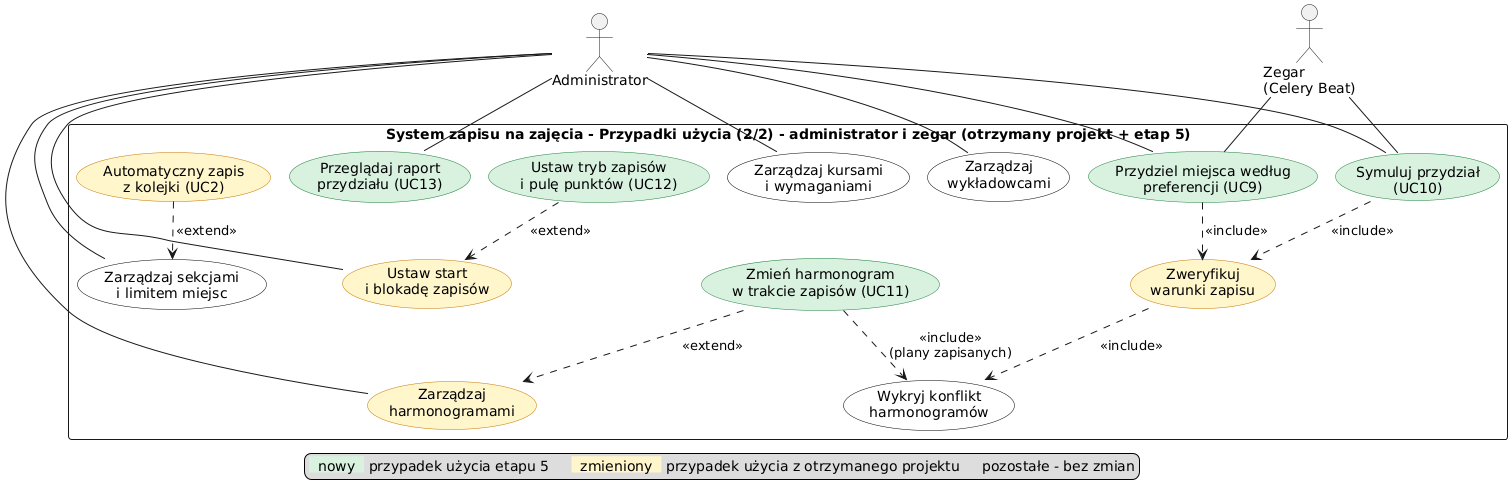 Administrator
Zegar
(Celery Beat)
System zapisu na zajęcia - Przypadki użycia (2/2) - administrator i zegar (otrzymany projekt + etap 5)
Automatyczny zapis
z kolejki (UC2)
Przeglądaj raport
przydziału (UC13)
Ustaw tryb zapisów
i pulę punktów (UC12)
Zarządzaj kursami
i wymaganiami
Zarządzaj
wykładowcami
Przydziel miejsca według
preferencji (UC9)
Symuluj przydział
(UC10)
«extend»
«extend»
«include»
«include»
Zarządzaj sekcjami
i limitem miejsc
Ustaw start
i blokadę zapisów
Zmień harmonogram
w trakcie zapisów (UC11)
Zweryfikuj
warunki zapisu
«extend»
«include»
(plany zapisanych)
«include»
Zarządzaj
harmonogramami
Wykryj konflikt
harmonogramów
nowy przypadek użycia etapu 5 zmieniony przypadek użycia z otrzymanego projektu pozostałe - bez zmian